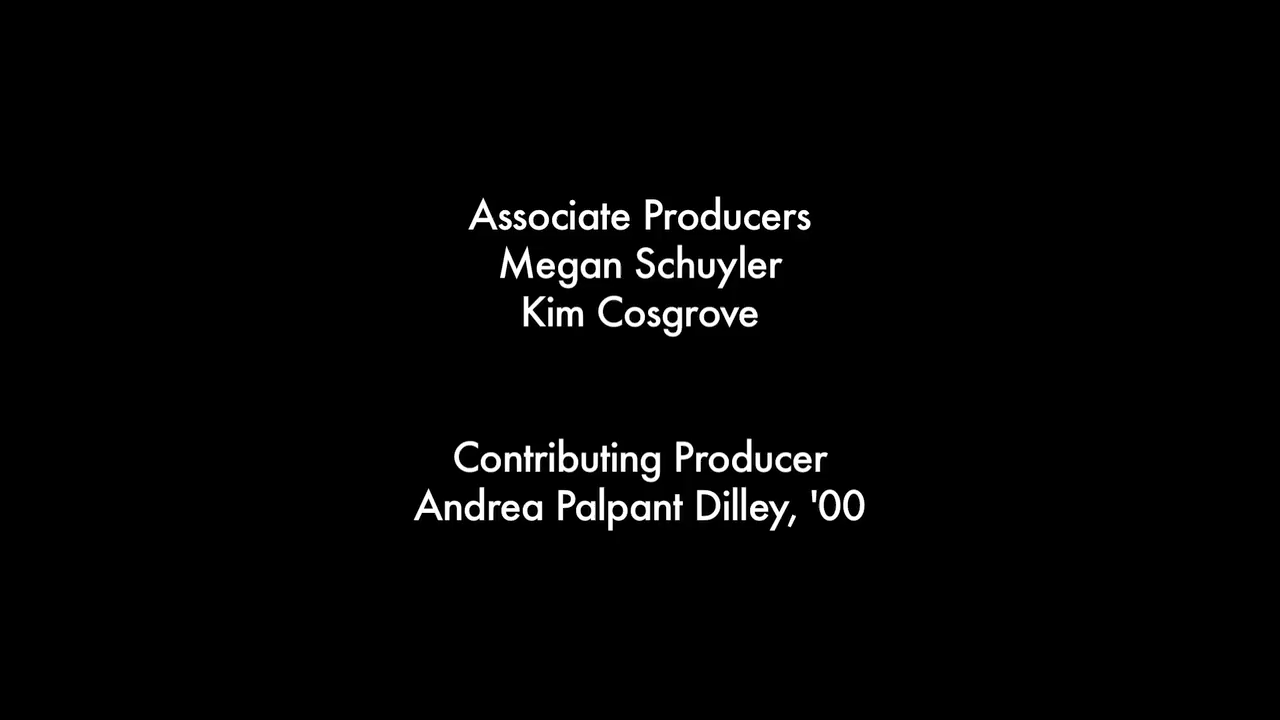 Associate Producers
Megan Schuyler
Kim Cosgrove
Contributing Producer
Andrea Palpant Dilley, '00